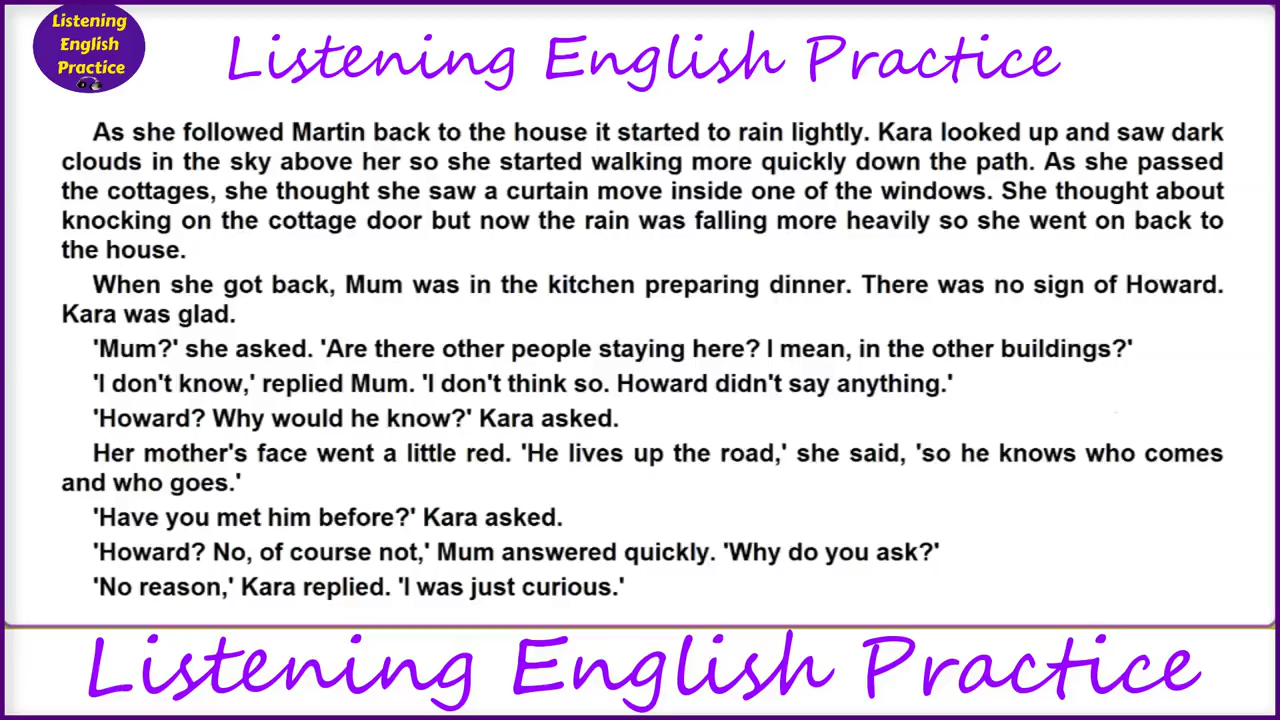 Listening
English
Practice
Listening English Practice
As she followed Martin back to the house it started to rain lightly. Kara looked up and saw dark
clouds in the sky above her so she started walking more quickly down the path. As she passed
the cottages, she thought she saw a curtain move inside one of the windows. She thought about
knocking on the cottage door but now the rain was falling more heavily so she went on back to
the house.
When she got back, Mum was in the kitchen preparing dinner. There was no sign of Howard.
Kara was glad.
'Mum?' she asked. 'Are there other people staying here? I mean, in the other buildings?'
'I don't know,' replied Mum. 'I don't think so. Howard didn't say anything.'
'Howard? Why would he know?' Kara asked.
Her mother's face went a little red. 'He lives up the road,' she said, 'so he knows who comes
and who goes.'
'Have you met him before?' Kara asked.
'Howard? No, of course not,' Mum answered quickly. 'Why do you ask?'
'No reason,' Kara replied. 'I was just curious.'
Listening English Practice